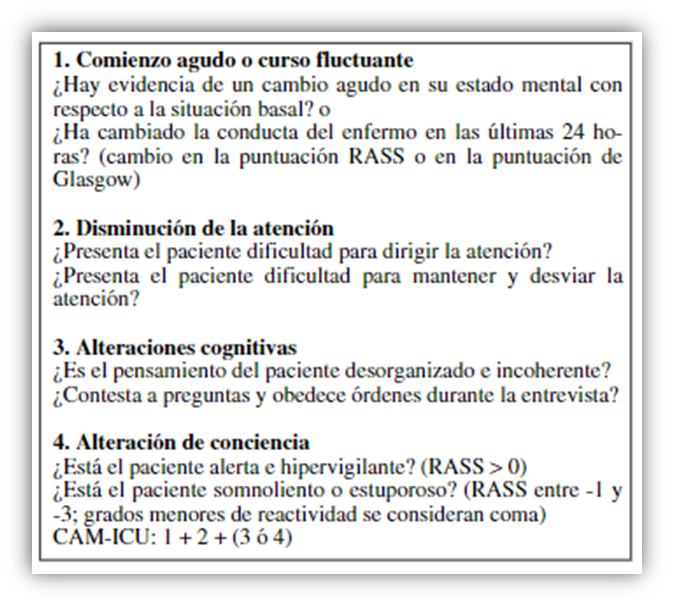 1. Comienzo agudo o curso fluctuante
¿Hay evidencia de un cambio agudo en su estado mental con
respecto a la situación basal? o
¿Ha cambiado la conducta del enfermo en las últimas 24 ho-
ras? (cambio en la puntuación RASS o en la puntuación de
Glasgow)
2. Disminución de la atención
¿Presenta el paciente dificultad para dirigir la atención?
¿Presenta el paciente dificultad para mantener y desviar la
atención?
3. Alteraciones cognitivas
¿Es el pensamiento del paciente desorganizado e incoherente?
¿Contesta a preguntas y obedece órdenes durante la entrevista?
4. Alteración de conciencia
¿Está el paciente alerta e hipervigilante? (RASS > 0)
¿Está el paciente somnoliento o estuporoso? (RASS entre -1 y
-3; grados menores de reactividad se consideran coma)
CAM-ICU: 1 + 2 + (3 ó 4)